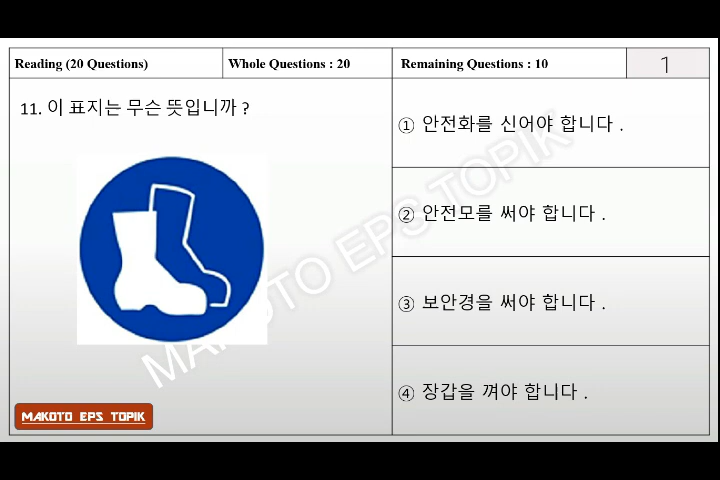 Reading (20 Questions)
Whole Questions : 20
Remaining Questions : 10
1
11. 이 표지는 무슨 뜻입니까 ?
① 안전화를 신어야 합니다 .
② 안전모를 써야 합니다 .
③ 보안경을 써야 합니다 .
④ 장갑을 껴야 합니다 .
MAKOTO EPS TOPIK
MAKOTO EPS TOPIK